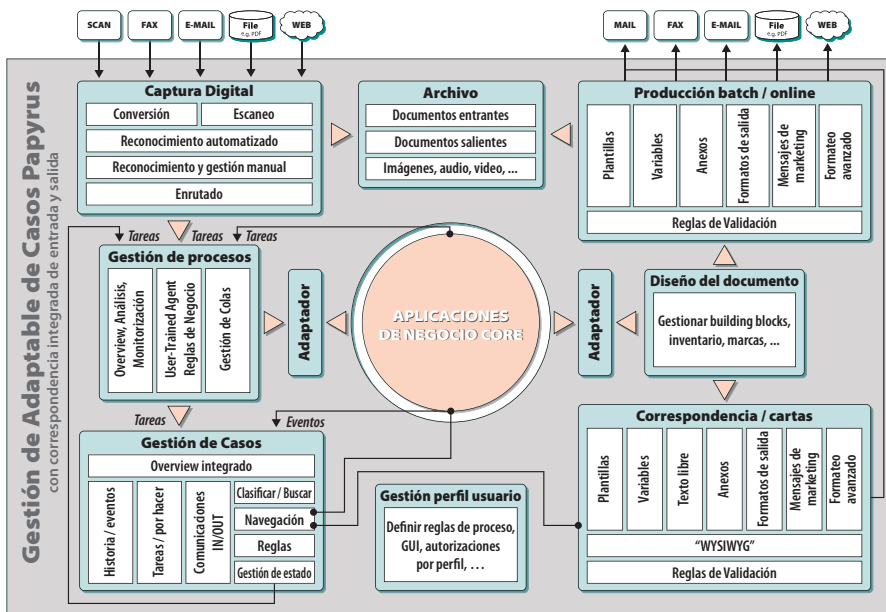 SCAN
FAX
E-MAIL
File
e.g. PDF
WEB
MAIL
FAX
E-MAIL
File
e.g. PDF
WEB
Gestión de Adaptable de Casos Papyrus
con correspondencia integrada de entrada y salida
Captura Digital
Conversión
Escaneo
Reconocimiento automatizado
Reconocimiento y gestión manual
Enrutado
Archivo
Documentos entrantes
Documentos salientes
Imágenes, audio, video, ...
Producción batch / online
Plantillas
Variables
Anexos
Formatos de salida
Mensajes de
marketing
Formateo
avanzado
Reglas de Validación
Tareas
Tareas
Tareas
Gestión de procesos
Overview, Análisis,
Monitorización
User-Trained Agent
Reglas de Negocio
Gestión de Colas
Adaptador
APLICACIONES
DE NEGOCIO CORE
Adaptador
Diseño del documento
Gestionar building blocks,
inventario, marcas, ...
Tareas
Eventos
Gestión de Casos
Overview integrado
Historia / eventos
Tareas / por hacer
Comunicaciones
IN/OUT
Clasificar / Buscar
Navegación
Reglas
Gestión de estado
Gestión perfil usuario
Definir reglas de proceso,
GUI, autorizaciones
por perfil, ...
Correspondencia / cartas
Plantillas
Variables
Texto libre
Anexos
Formatos de salida
Mensajes de
marketing
Formateo
avanzado
“WYSIWYG”
Reglas de Validación